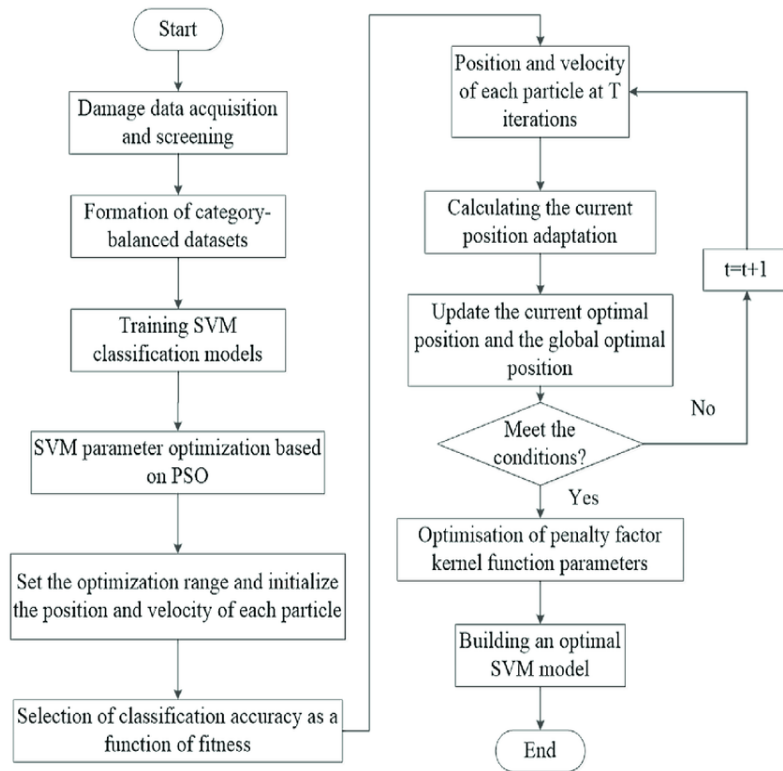 Start
Damage data acquisition
and screening
Formation of category-
balanced datasets
Training SVM
classification models
SVM parameter optimization based
on PSO
Set the optimization range and initialize
the position and velocity of each particle
Selection of classification accuracy as a
function of fitness
Position and velocity
of each particle at T
iterations
Calculating the current
position adaptation
t=t+1
Update the current optimal
position and the global optimal
position
No
Meet the
conditions?
Yes
Optimisation of penalty factor
kernel function parameters
Building an optimal
SVM model
End